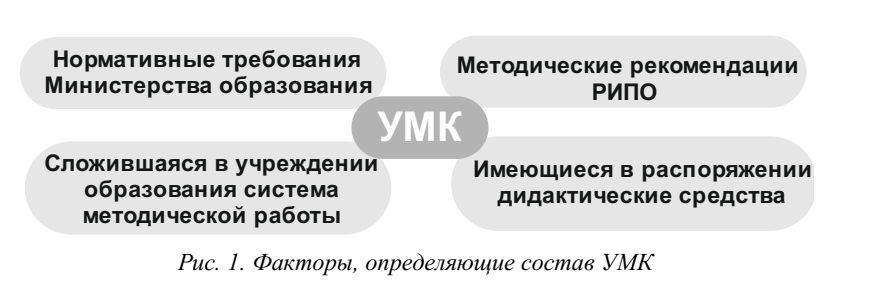 Нормативные требования
Министерства образования
Методические рекомендации
РИПО
УМК
Сложившаяся в учреждении
образования система
методической работы
Имеющиеся в распоряжении
дидактические средства
Рис. 1. Факторы, определяющие состав УМК